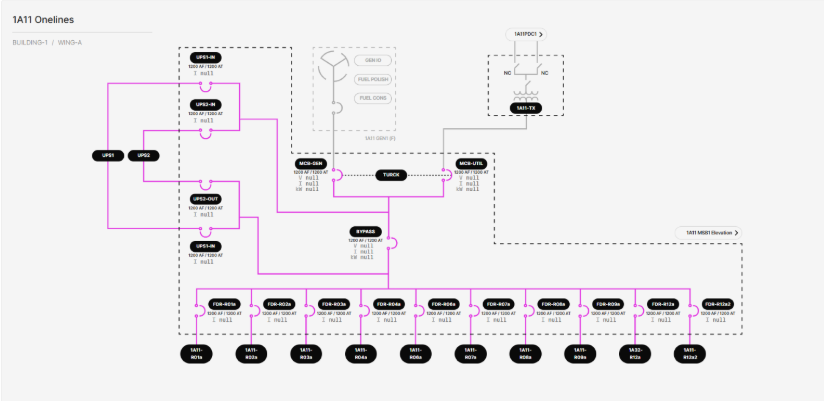 1A11 Onelines
BUILDING-1 / WING-A
1A11PDC1 >
NC
NC
1A11-TX
GEN IO
FUEL POLISH
FUEL CONS
1A11 GEN1 (F)
UPS1-IN
1200 AF / 1200 AT
I null
UPS2-IN
1200 AF / 1200 AT
I null
UPS1
UPS2
UPS2-OUT
1200 AF / 1200 AT
I null
UPS1-IN
1200 AF / 1200 AT
I null
MCB-GEN
1200 AF / 1200 AT
V null
I null
kW null
TURCK
MCB-UTIL
1200 AF / 1200 AT
V null
I null
kW null
BYPASS
1200 AF / 1200 AT
V null
I null
kW null
1A11 MSB1 Elevation >
FDR-R01a
1200 AF / 1200 AT
I null
FDR-R02a
1200 AF / 1200 AT
I null
FDR-R03a
1200 AF / 1200 AT
I null
FDR-R04a
1200 AF / 1200 AT
I null
FDR-R06a
1200 AF / 1200 AT
I null
FDR-R07a
1200 AF / 1200 AT
I null
FDR-R08a
1200 AF / 1200 AT
I null
FDR-R09a
1200 AF / 1200 AT
I null
FDR-R12a
1200 AF / 1200 AT
I null
FDR-R12a2
1200 AF / 1200 AT
I null
1A11-
R01a
1A11-
R02a
1A11-
R03a
1A11-
R04a
1A11-
R06a
1A11-
R07a
1A11-
R08a
1A11-
R09a
1A32-
R12a
1A11-
R12a2